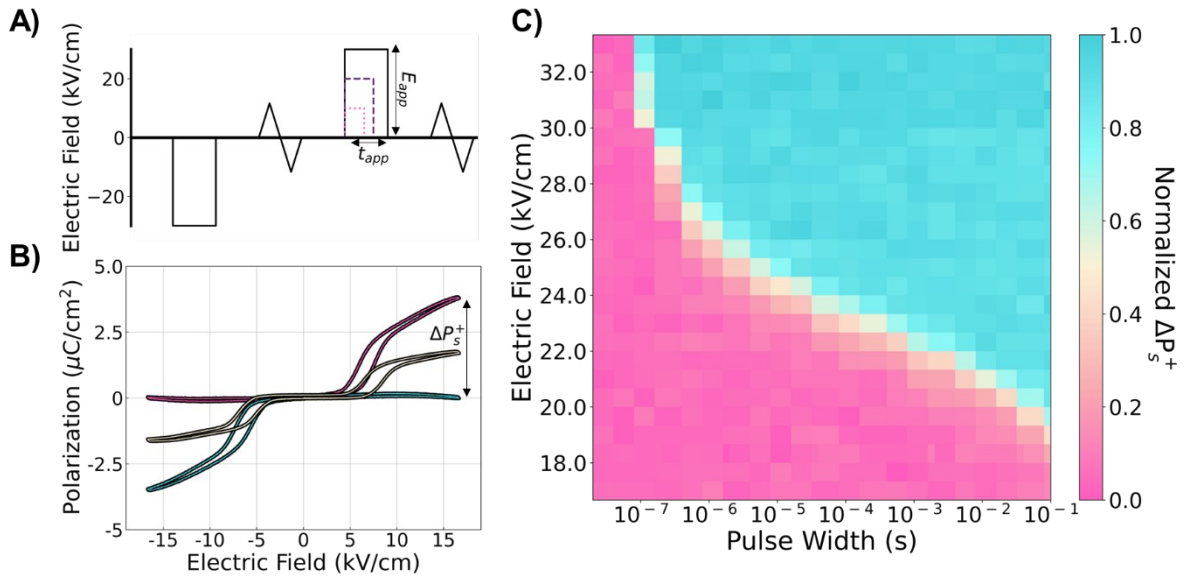 A)
Electric Field (kV/cm)
20
0
−20
E_app
t_app
B)
Polarization (μC/cm²)
5.0
2.5
0
-2.5
-5
ΔP_s^+
-15 -10 -5 0 5 10 15
Electric Field (kV/cm)
C)
Electric Field (kV/cm)
32.0
30.0
28.0
26.0
24.0
22.0
20.0
18.0
10⁻⁷ 10⁻⁶ 10⁻⁵ 10⁻⁴ 10⁻³ 10⁻² 10⁻¹
Pulse Width (s)
1.0
0.8
0.6
0.4
0.2
0.0
Normalized ΔP_s^+